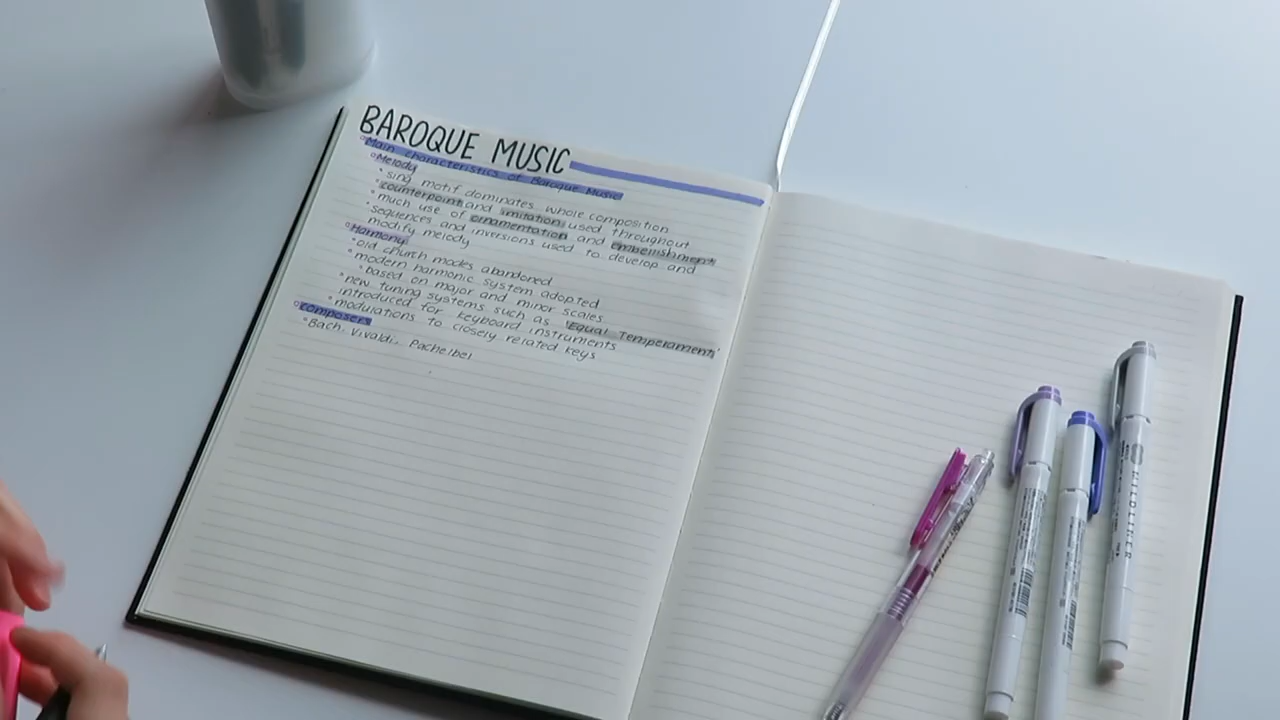 BAROQUE MUSIC
Main characteristics of Baroque Music
Melody
sing motif dominates whole composition
counterpoint and imitation used throughout
much use of ornamentation and embellishment
sequences and inversions used to develop and
modify melody
Harmony
old church modes abandoned
modern harmonic system adopted
based on major and minor scales
new tuning systems such as 'Equal Temperament'
introduced for keyboard instruments
modulations to closely related keys
composers
Bach, Vivaldi, Pachelbel
MILDLINER